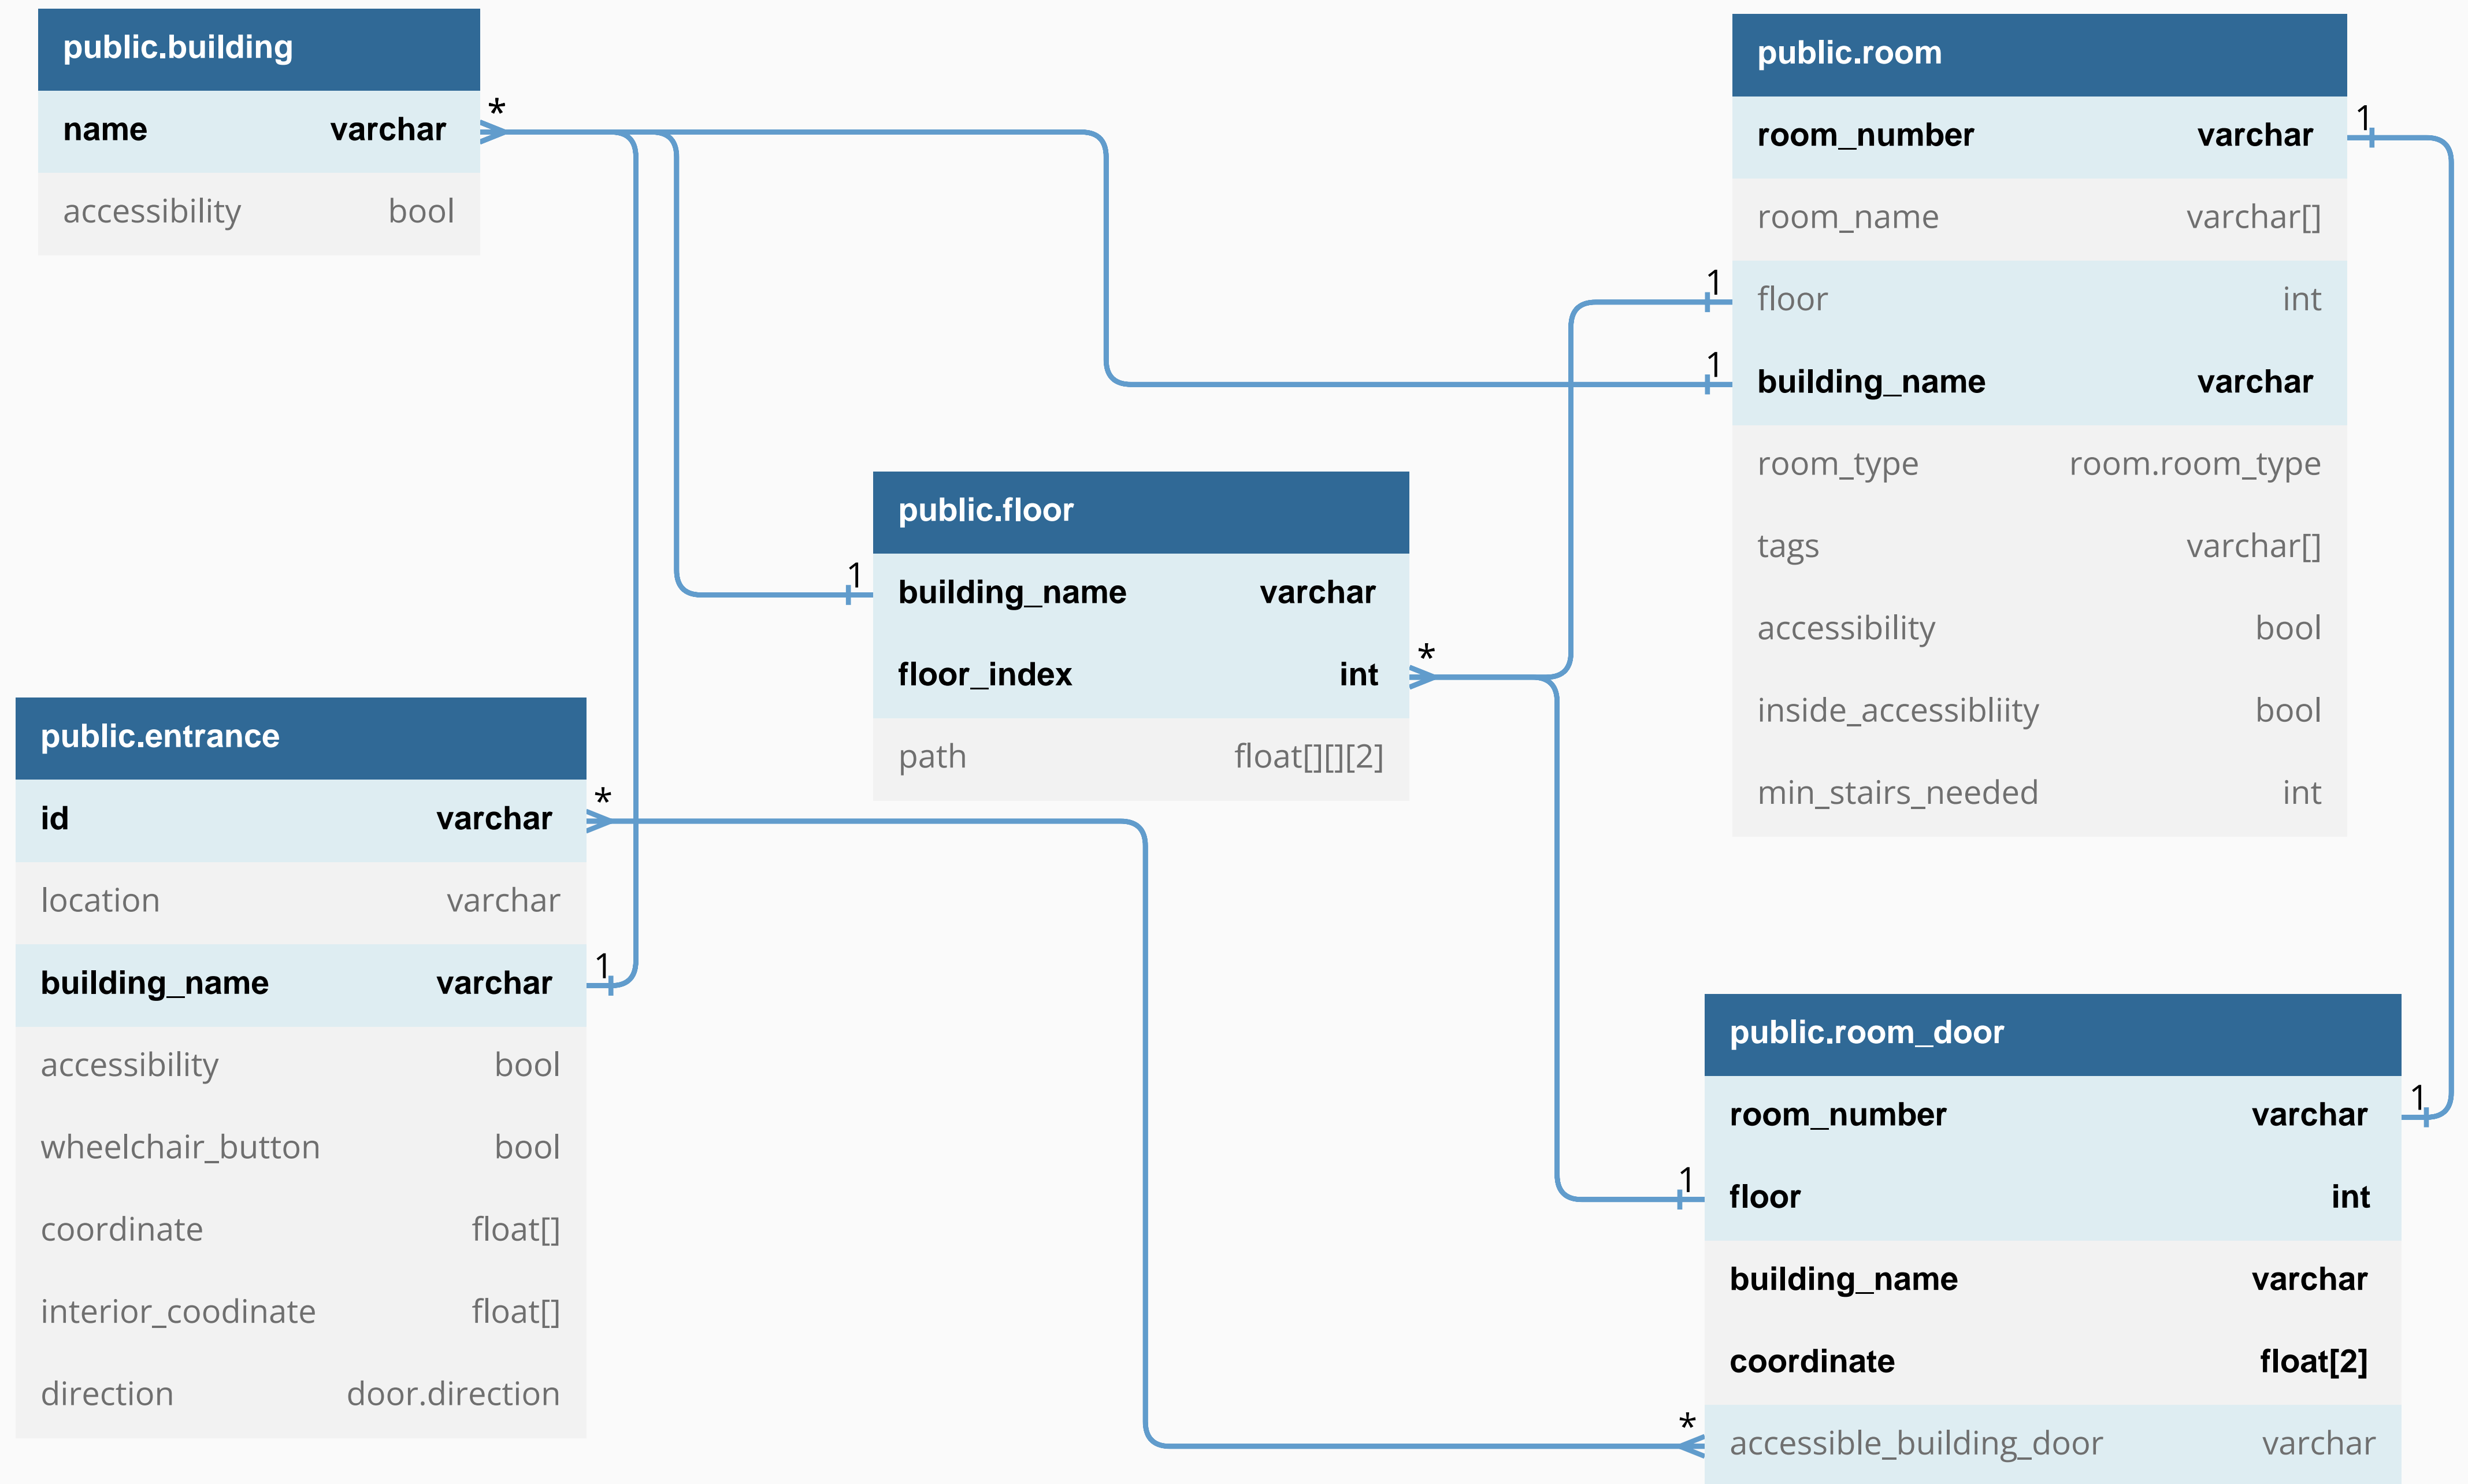 public.building
name varchar
accessibility bool
*
public.room
room_number varchar
room_name varchar[]
floor int
building_name varchar
room_type room.room_type
tags varchar[]
accessibility bool
inside_accessibliity bool
min_stairs_needed int
1
1
1
public.floor
building_name varchar
floor_index int
path float[][][2]
1
*
public.entrance
id varchar
location varchar
building_name varchar
accessibility bool
wheelchair_button bool
coordinate float[]
interior_coodinate float[]
direction door.direction
*
1
public.room_door
room_number varchar
floor int
building_name varchar
coordinate float[2]
accessible_building_door varchar
1
1
*